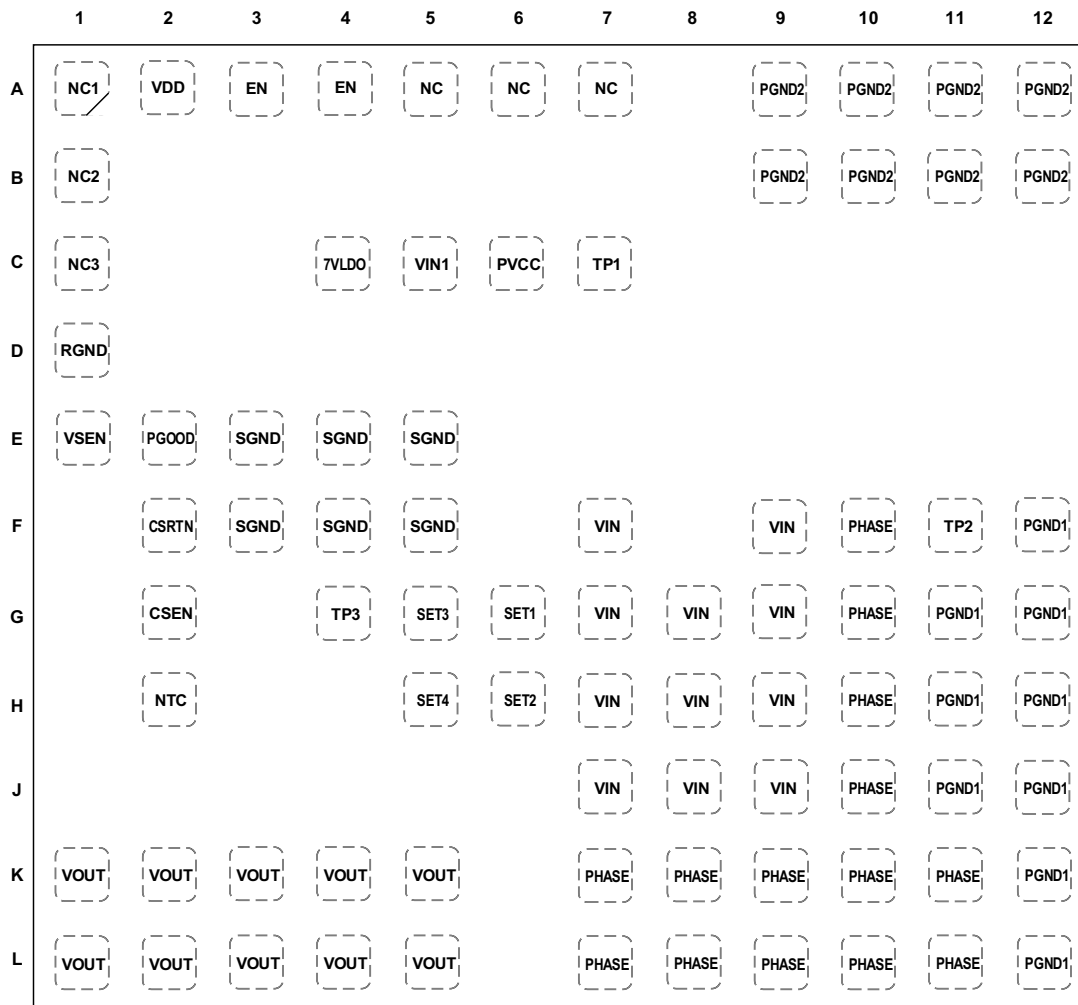 1 2 3 4 5 6 7 8 9 10 11 12
A NC1 VDD EN EN NC NC NC PGND2 PGND2 PGND2 PGND2
B NC2 PGND2 PGND2 PGND2 PGND2
C NC3 7VLDO VIN1 PVCC TP1
D RGND
E VSEN PGOOD SGND SGND SGND
F CSRTN SGND SGND SGND VIN VIN PHASE TP2 PGND1
G CSEN TP3 SET3 SET1 VIN VIN VIN PHASE PGND1 PGND1
H NTC SET4 SET2 VIN VIN VIN PHASE PGND1 PGND1
J VIN VIN VIN PHASE PGND1 PGND1
K VOUT VOUT VOUT VOUT VOUT PHASE PHASE PHASE PHASE PHASE PGND1
L VOUT VOUT VOUT VOUT VOUT PHASE PHASE PHASE PHASE PHASE PGND1